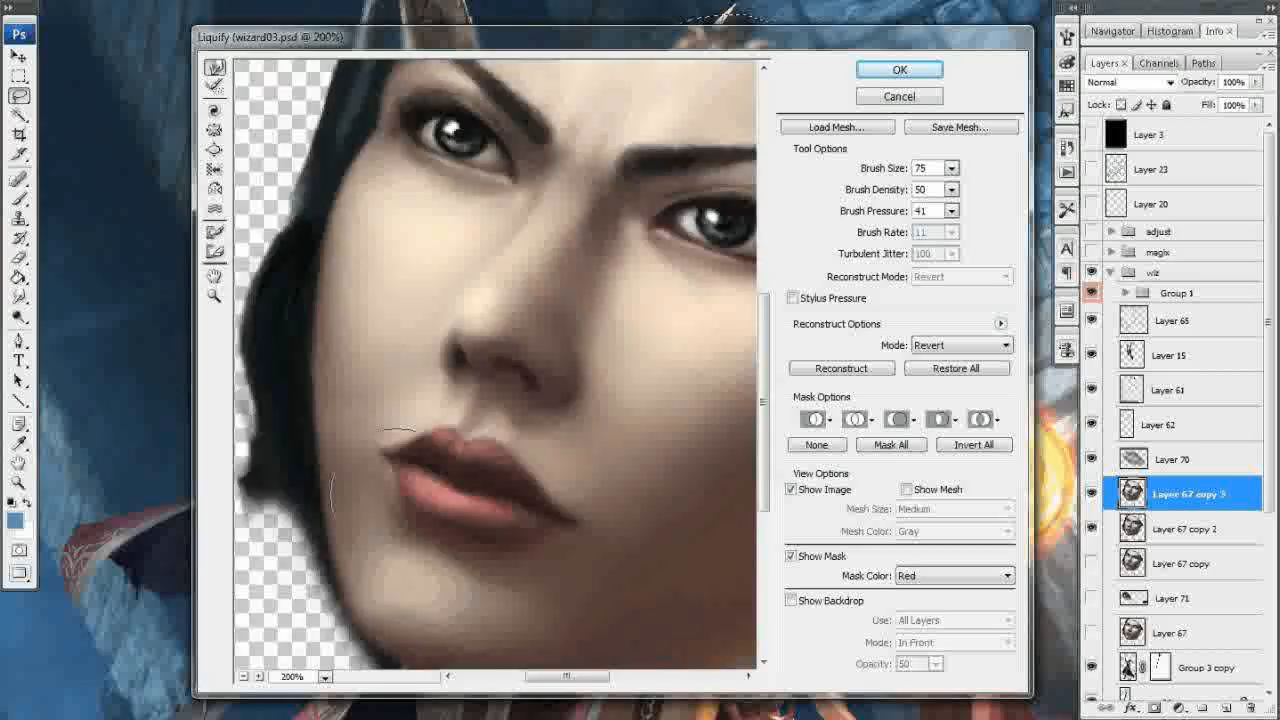 Ps
Liquify (wizard03.psd @ 200%)
OK
Cancel
Load Mesh...
Save Mesh...
Tool Options
Brush Size: 75
Brush Density: 50
Brush Pressure: 41
Brush Rate: 11
Turbulent Jitter: 100
Reconstruct Mode: Revert
Stylus Pressure
Reconstruct Options
Mode: Revert
Reconstruct
Restore All
Mask Options
None
Mask All
Invert All
View Options
Show Image
Show Mesh
Mesh Size: Medium
Mesh Color: Gray
Show Mask
Mask Color: Red
Show Backdrop
Use: All Layers
Mode: In Front
Opacity: 50
200%
Navigator Histogram Info x
Layers x Channels Paths
Normal Opacity: 100%
Lock: Fill: 100%
Layer 3
Layer 23
Layer 20
adjust
magix
wiz
Group 1
Layer 65
Layer 15
Layer 61
Layer 62
Layer 70
Layer 67 copy 3
Layer 67 copy 2
Layer 67 copy
Layer 71
Layer 67
Group 3 copy